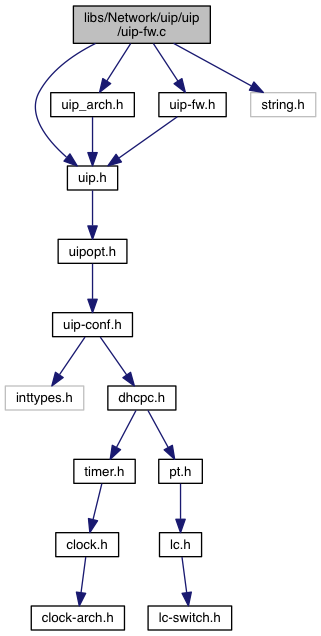 libs/Network/uip/uip
/uip-fw.c
uip_arch.h
uip-fw.h
string.h
uip.h
uipopt.h
uip-conf.h
inttypes.h
dhcpc.h
timer.h
pt.h
clock.h
lc.h
clock-arch.h
lc-switch.h